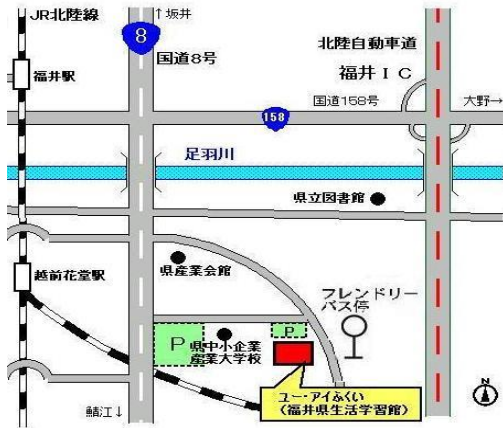 JR北陸線
↑坂井
8
国道8号
北陸自動車道
福井IC
福井駅
国道158号
大野→
158
足羽川
県立図書館
越前花堂駅
県産業会館
フレンドリー
バス停
P
P
県中小企業
産業大学校
ユー・アイふくい
(福井県生活学習館)
鯖江↓
N